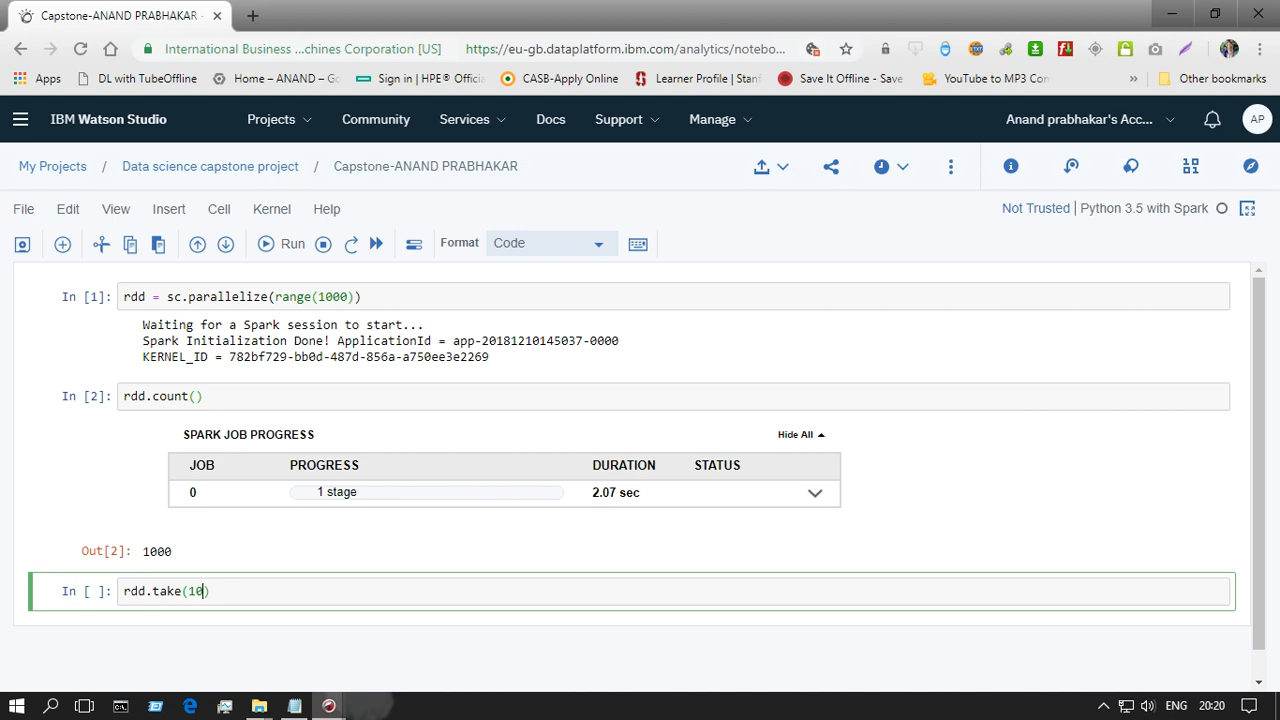 Capstone-ANAND PRABHAKAR -
International Business ...chines Corporation [US]
https://eu-gb.dataplatform.ibm.com/analytics/notebo...
Apps
DL with TubeOffline
Home – ANAND – Go
Sign in | HPE® Offici
CASB-Apply Online
Learner Profile | Stanf
Save It Offline - Save
YouTube to MP3 Con
»
Other bookmarks
IBM Watson Studio
Projects
Community
Services
Docs
Support
Manage
Anand prabhakar's Acc...
AP
My Projects / Data science capstone project / Capstone-ANAND PRABHAKAR
File
Edit
View
Insert
Cell
Kernel
Help
Not Trusted | Python 3.5 with Spark
Run
Format
Code
In [1]: rdd = sc.parallelize(range(1000))
Waiting for a Spark session to start...
Spark Initialization Done! ApplicationId = app-20181210145037-0000
KERNEL_ID = 782bf729-bb0d-487d-856a-a750ee3e2269
In [2]: rdd.count()
SPARK JOB PROGRESS
Hide All
JOB PROGRESS DURATION STATUS
0 1 stage 2.07 sec
Out[2]: 1000
In [ ]: rdd.take(10)
ENG
20:20